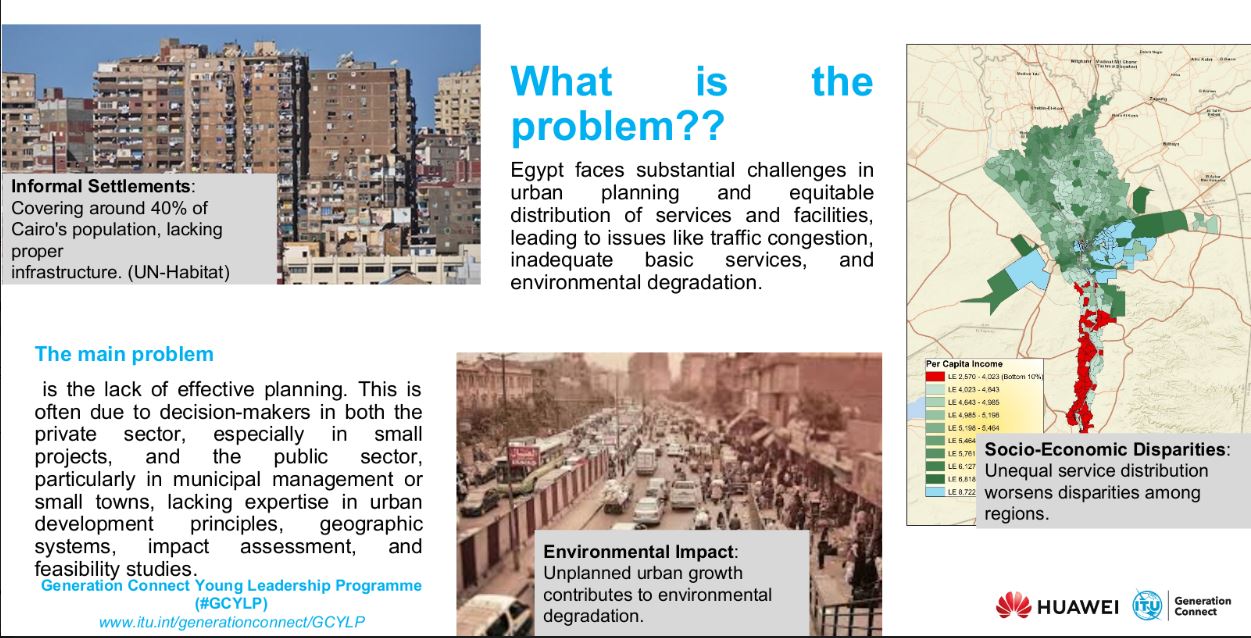 What is the
problem??
Egypt faces substantial challenges in
urban planning and equitable
distribution of services and facilities,
leading to issues like traffic congestion,
inadequate basic services, and
environmental degradation.
Informal Settlements:
Covering around 40% of
Cairo's population, lacking
proper
infrastructure. (UN-Habitat)
The main problem
is the lack of effective planning. This is
often due to decision-makers in both the
private sector, especially in small
projects, and the public sector,
particularly in municipal management or
small towns, lacking expertise in urban
development principles, geographic
systems, impact assessment, and
feasibility studies.
Generation Connect Young Leadership Programme
(#GCYLP)
www.itu.int/generationconnect/GCYLP
Environmental Impact:
Unplanned urban growth
contributes to environmental
degradation.
Per Capita Income
LE 2,570 - 4,023 (Bottom 10%)
LE 4,023 - 4,643
LE 4,643 - 4,985
LE 4,985 - 5,198
LE 5,198 - 5,464
LE 5,464
LE 5,761
LE 6,127
LE 6,818
LE 8,722
Socio-Economic Disparities:
Unequal service distribution
worsens disparities among
regions.
HUAWEI
ITU
Generation
Connect